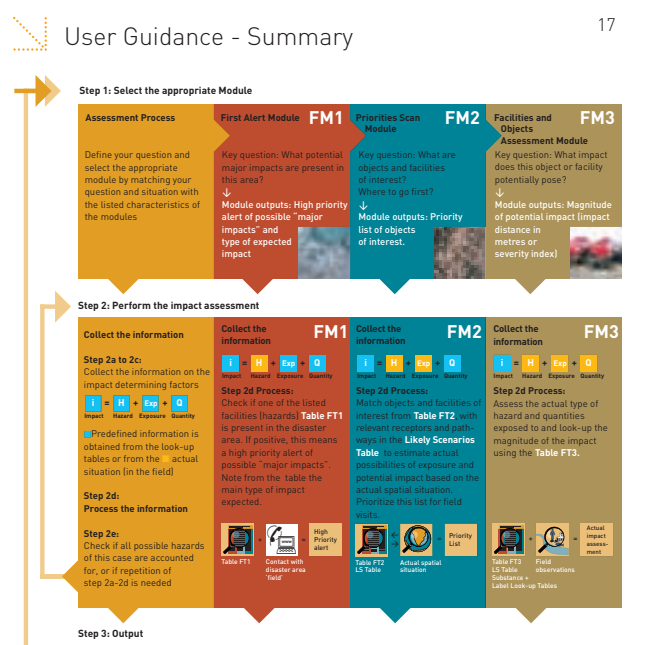 17
User Guidance - Summary
Step 1: Select the appropriate Module
Assessment Process
Define your question and
select the appropriate
module by matching your
question and situation with
the listed characteristics of
the modules
First Alert Module FM1
Key question: What potential
major impacts are present in
this area?
↓
Module outputs: High priority
alert of possible “major
impacts” and
type of expected
impact
Priorities Scan FM2
Module
Key question: What are
objects and facilities
of interest?
Where to go first?
↓
Module outputs: Priority
list of objects
of interest.
Facilities and FM3
Objects
Assessment Module
Key question: What impact
does this object or facility
potentially pose?
↓
Module outputs: Magnitude
of potential impact (impact
distance in
metres or
severity index)
Step 2: Perform the impact assessment
Collect the information
Step 2a to 2c:
Collect the information on the
impact determining factors
i = H + Exp + Q
Impact Hazard Exposure Quantity
Predefined information is
obtained from the look-up
tables or from the actual
situation (in the field)
Step 2d:
Process the information
Step 2e:
Check if all possible hazards
of this case are accounted
for, or if repetition of
step 2a-2d is needed
Collect the FM1
information
i = H + Exp + Q
Impact Hazard Exposure Quantity
Step 2d Process:
Check if one of the listed
facilities (hazards) Table FT1
is present in the disaster
area. If positive, this means
a high priority alert of
possible “major impacts”.
Note from the table the
main type of impact
expected.
+ =
High
Priority
alert
Table FT1
Contact with
disaster area
‘field’
Collect the FM2
information
i = H + Exp + Q
Impact Hazard Exposure Quantity
Step 2d Process:
Match objects and facilities of
interest from Table FT2, with
relevant receptors and path-
ways in the Likely Scenarios
Table to estimate actual
possibilities of exposure and
potential impact based on the
actual spatial situation.
Prioritize this list for field
visits.
=
Priority
List
Table FT2
LS Table
Actual spatial
situation
Collect the FM3
information
i = H + Exp + Q
Impact Hazard Exposure Quantity
Step 2d Process:
Assess the actual type of
hazard and quantities
exposed to and look-up the
magnitude of the impact
using the Table FT3.
+ =
Actual
impact
assess-
ment
Table FT3
LS Table
Substance +
Label Look-up Tables
Field
observations
Step 3: Output